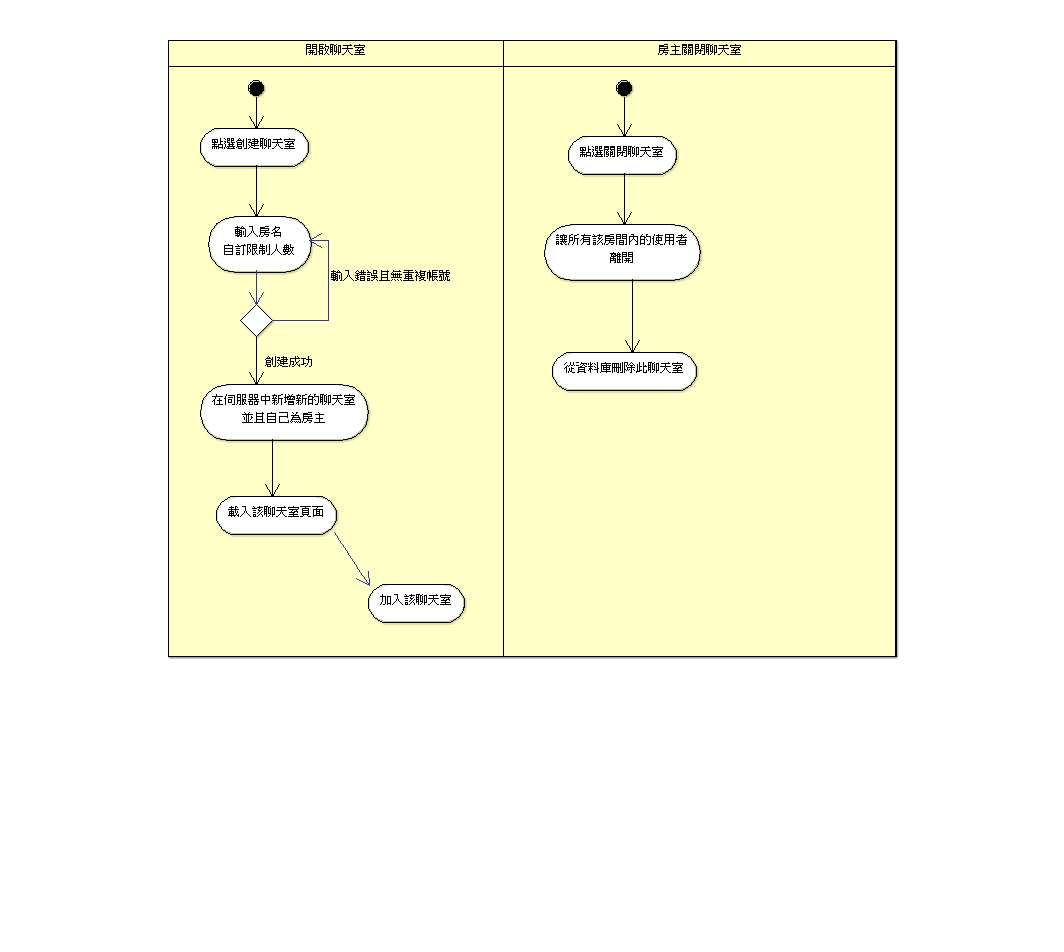 開啟聊天室
房主關閉聊天室
點選創建聊天室
輸入房名
自訂限制人數
輸入錯誤且無重複帳號
創建成功
在伺服器中新增新的聊天室
並且自己為房主
載入該聊天室頁面
加入該聊天室
點選關閉聊天室
讓所有該房間內的使用者
離開
從資料庫刪除此聊天室